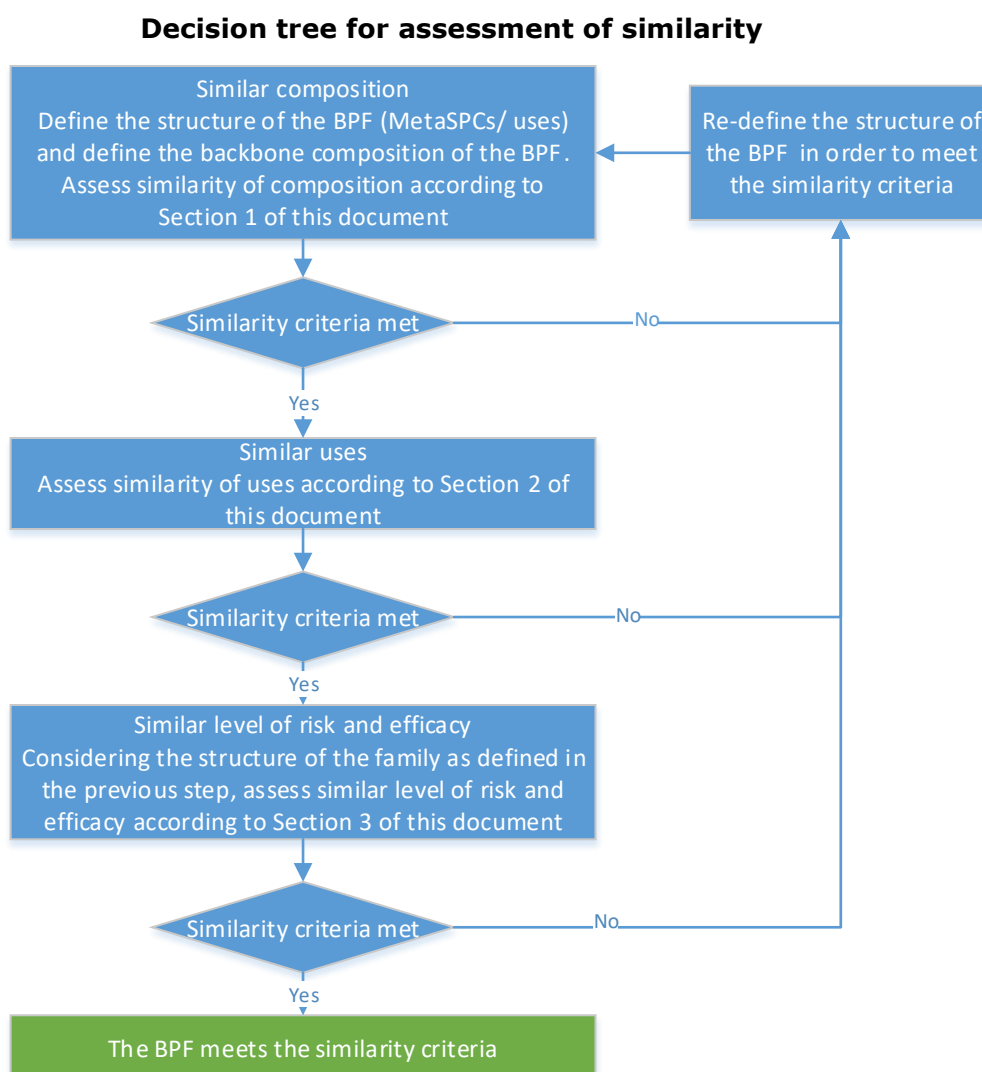 Decision tree for assessment of similarity
Similar composition
Define the structure of the BPF (MetaSPCs/ uses)
and define the backbone composition of the BPF.
Assess similarity of composition according to
Section 1 of this document
Re-define the structure of
the BPF in order to meet
the similarity criteria
Similarity criteria met
No
Yes
Similar uses
Assess similarity of uses according to Section 2 of
this document
Similarity criteria met
No
Yes
Similar level of risk and efficacy
Considering the structure of the family as defined in
the previous step, assess similar level of risk and
efficacy according to Section 3 of this document
Similarity criteria met
No
Yes
The BPF meets the similarity criteria